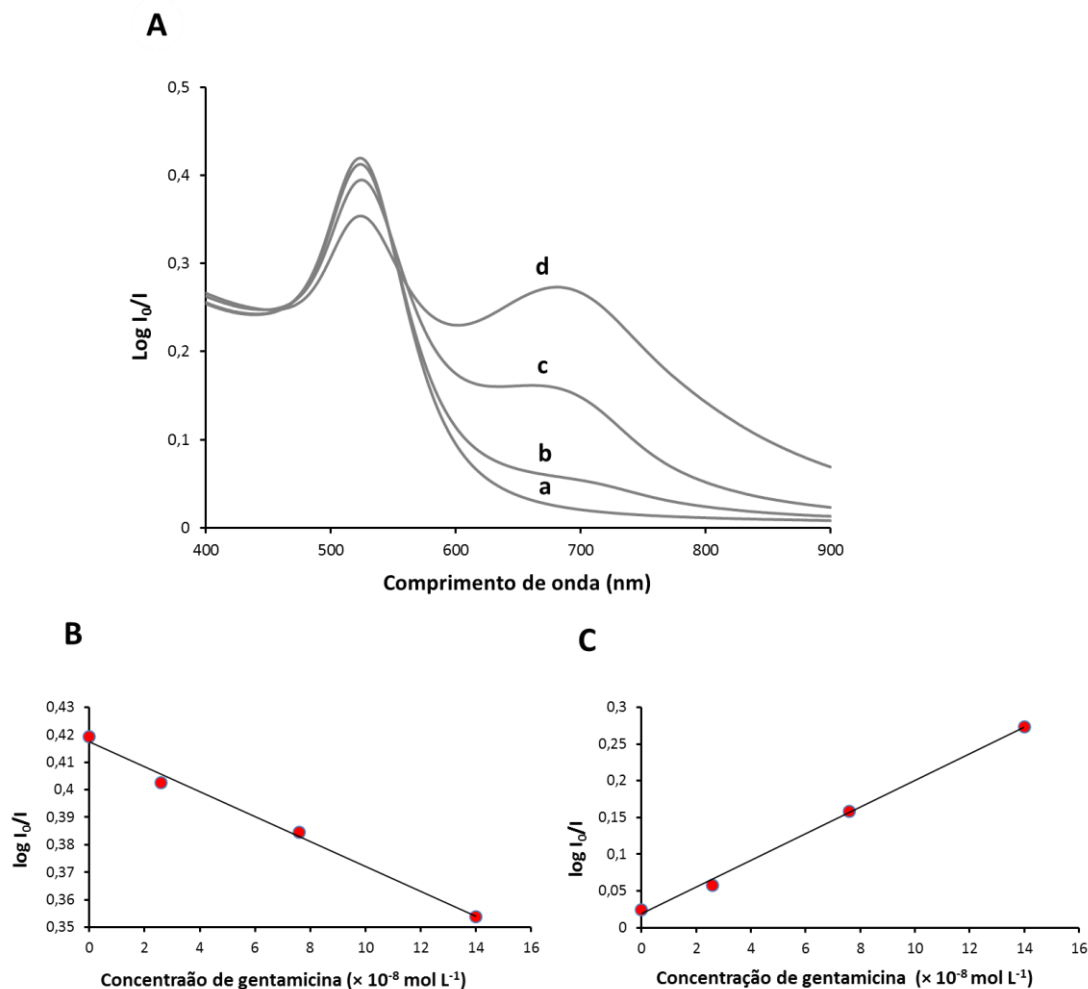 A
0,5
0,4
0,3
0,2
0,1
0
Log I₀/I
d
c
b
a
400 500 600 700 800 900
Comprimento de onda (nm)
B
0,43
0,42
0,41
0,4
0,39
0,38
0,37
0,36
0,35
log I₀/I
0 2 4 6 8 10 12 14 16
Concentraão de gentamicina (× 10⁻⁸ mol L⁻¹)
C
0,3
0,25
0,2
0,15
0,1
0,05
0
log I₀/I
0 2 4 6 8 10 12 14 16
Concentração de gentamicina (× 10⁻⁸ mol L⁻¹)